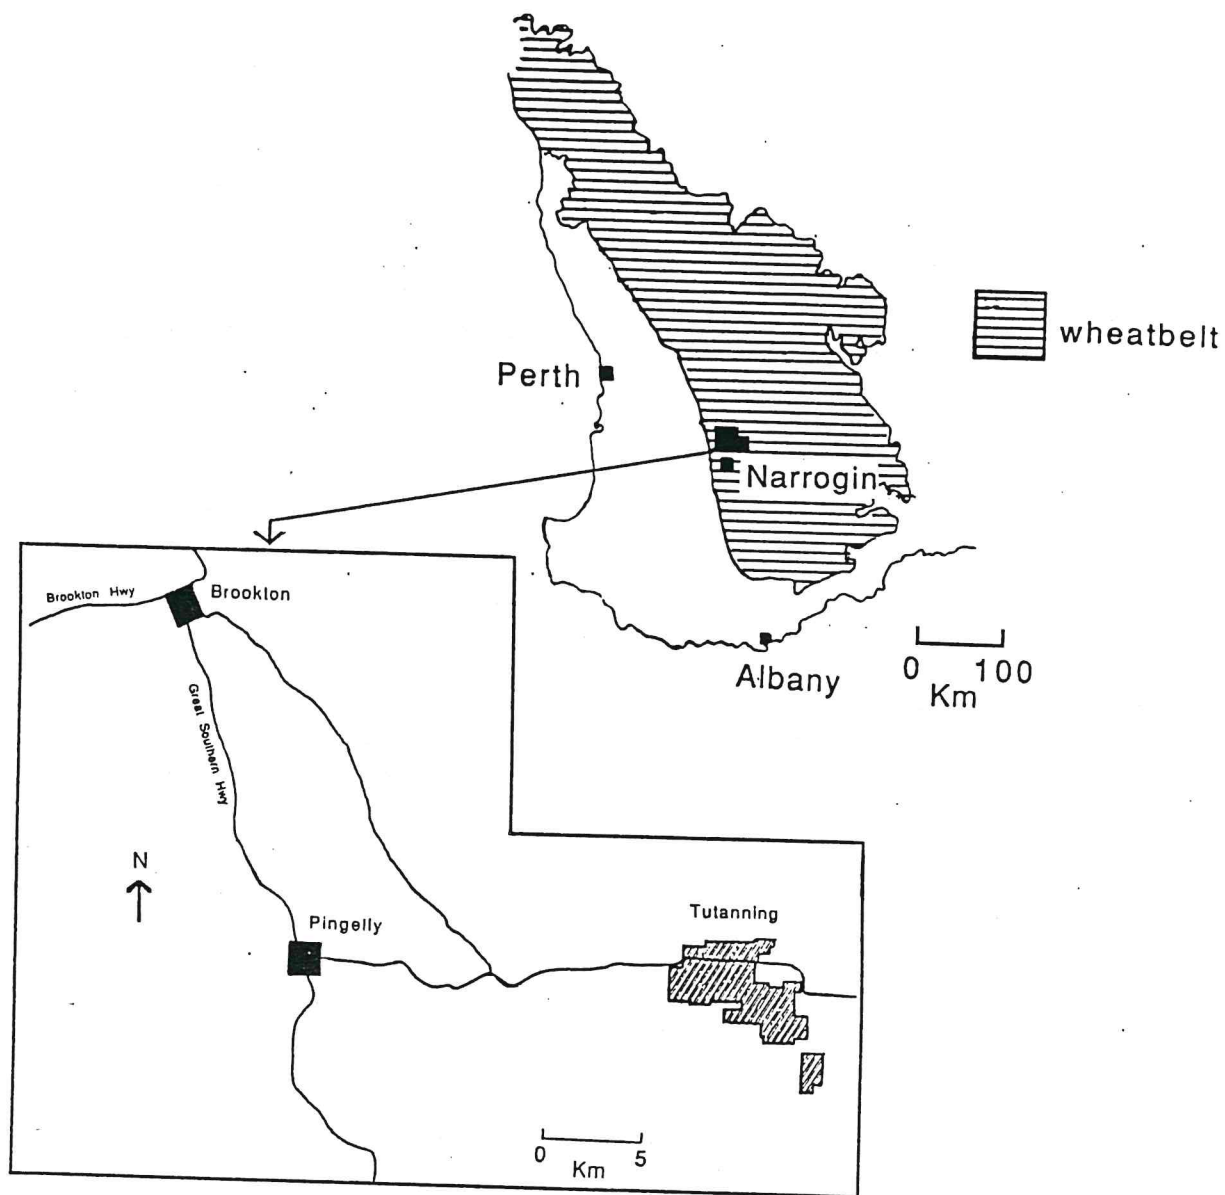 wheatbelt
Perth
Narrogin
Albany
0 100
Km
Brookton Hwy
Brookton
Great Southern Hwy
N
Pingelly
Tutanning
0 5
Km